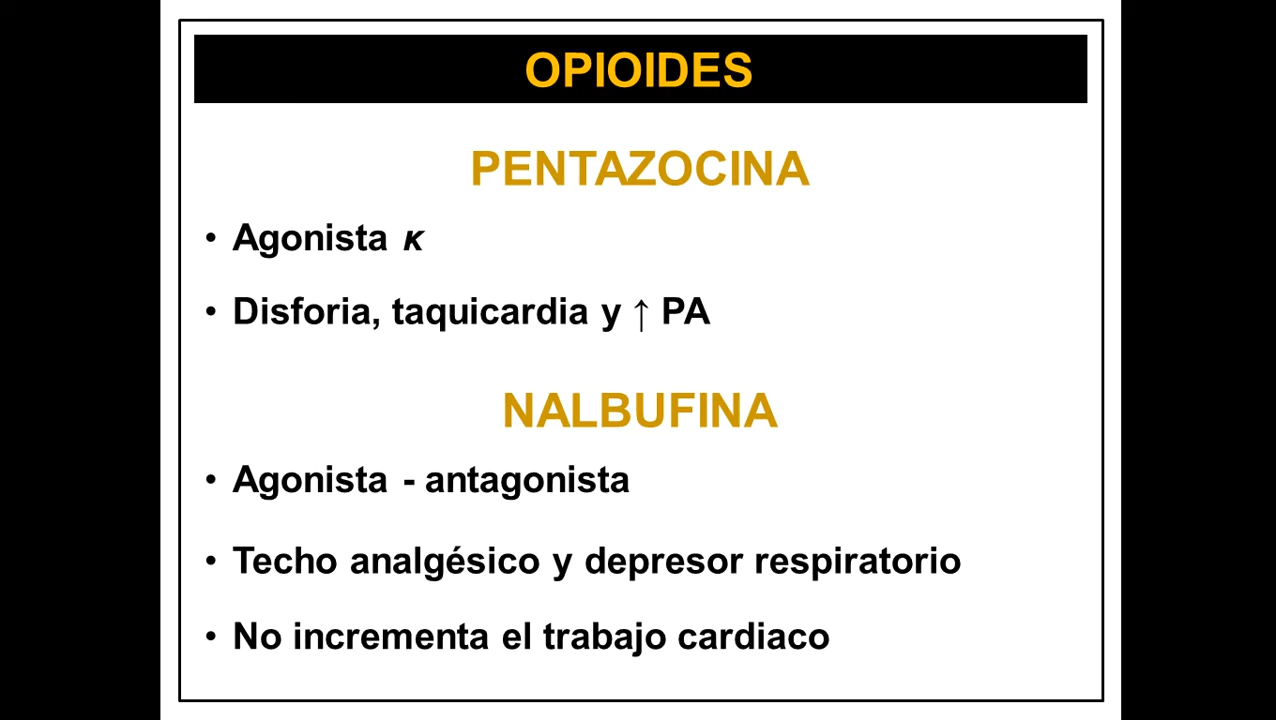 OPIOIDES
PENTAZOCINA
• Agonista κ
• Disforia, taquicardia y ↑ PA
NALBUFINA
• Agonista - antagonista
• Techo analgésico y depresor respiratorio
• No incrementa el trabajo cardiaco